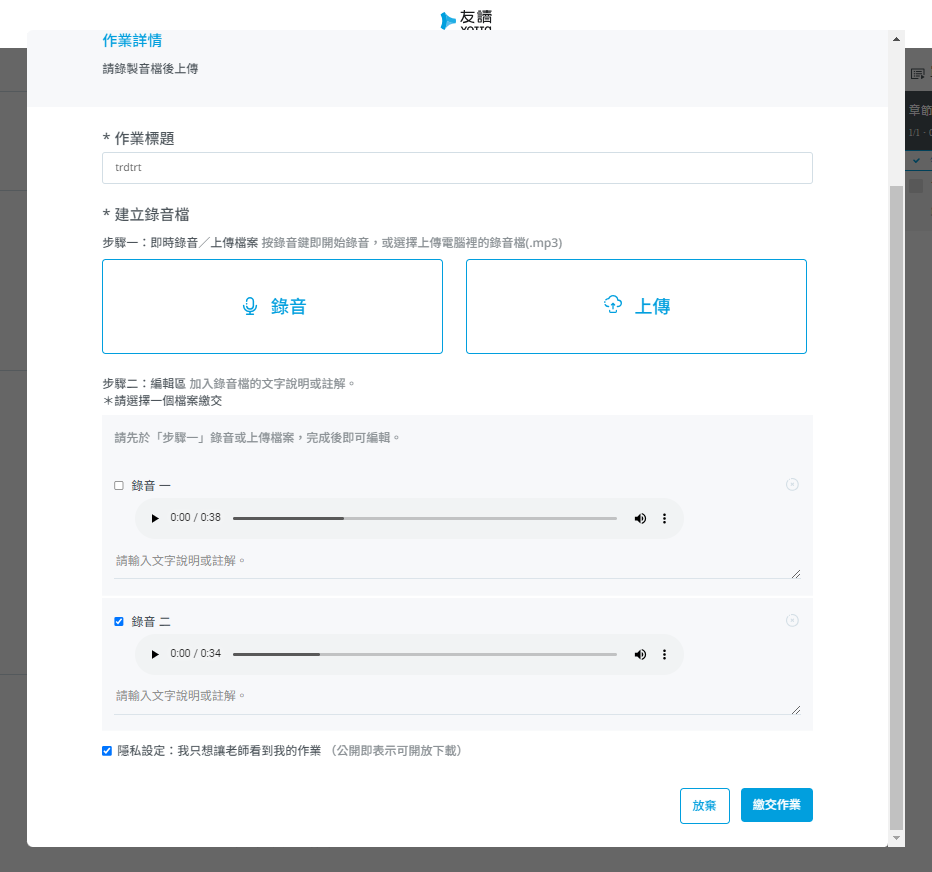 友讀
作業詳情
請錄製音檔後上傳
章節
* 作業標題
trdtrt
* 建立錄音檔
步驟一：即時錄音／上傳檔案 按錄音鍵即開始錄音，或選擇上傳電腦裡的錄音檔(.mp3)
錄音
上傳
步驟二：編輯區 加入錄音檔的文字說明或註解。
＊請選擇一個檔案繳交
請先於「步驟一」錄音或上傳檔案，完成後即可編輯。
錄音 一
0:00 / 0:38
請輸入文字說明或註解。
錄音 二
0:00 / 0:34
請輸入文字說明或註解。
隱私設定：我只想讓老師看到我的作業 （公開即表示可開放下載）
放棄
繳交作業